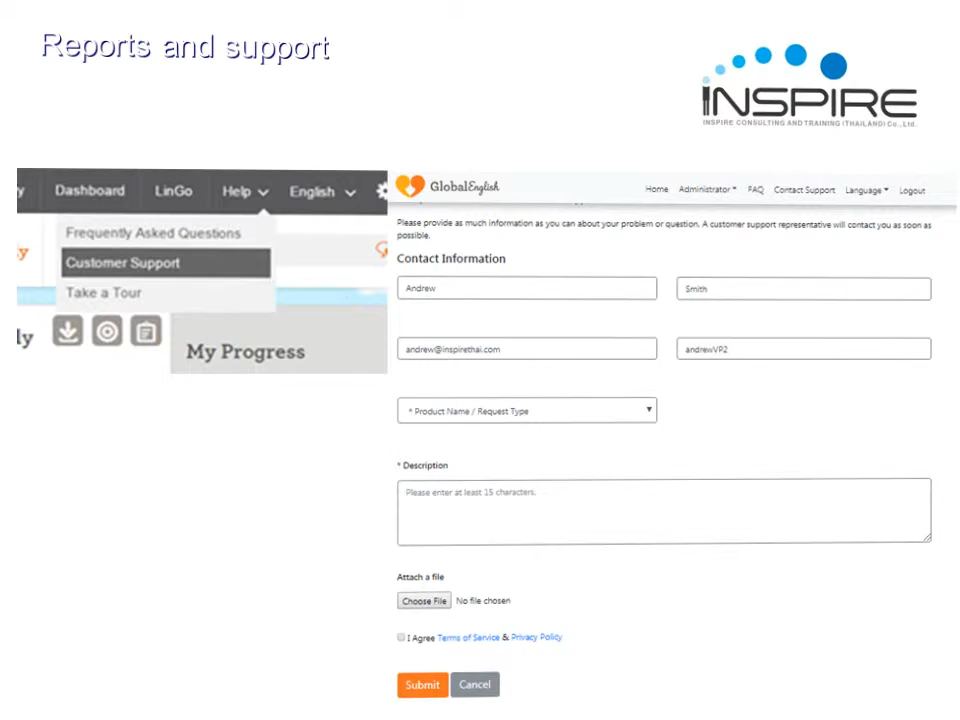 Reports and support
INSPIRE
INSPIRE CONSULTING AND TRAINING (THAILAND) Co., Ltd.
Dashboard LinGo Help English
Frequently Asked Questions
Customer Support
Take a Tour
My Progress
GlobalEnglish
Home Administrator FAQ Contact Support Language Logout
Please provide as much information as you can about your problem or question. A customer support representative will contact you as soon as
possible.
Contact Information
Andrew Smith
andrew@inspirethai.com andrewVP2
* Product Name / Request Type
* Description
Please enter at least 15 characters.
Attach a file
Choose File No file chosen
I Agree Terms of Service & Privacy Policy
Submit Cancel